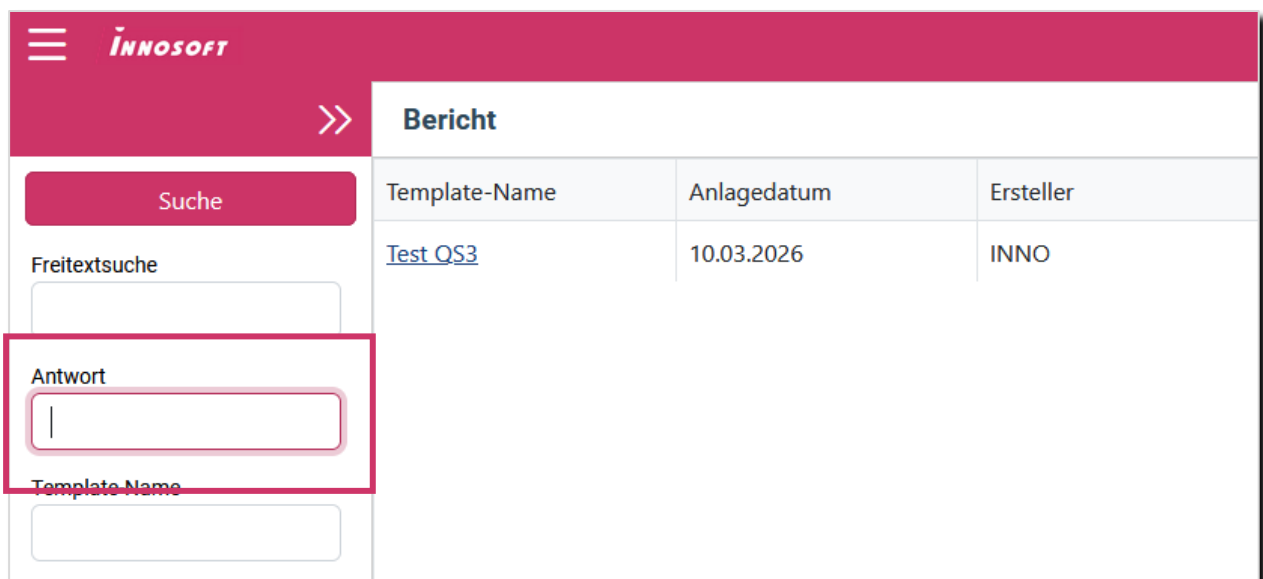 INNOSOFT
Bericht
Suche
Freitextsuche
Antwort
Template-Name
Template-Name Anlagedatum Ersteller
Test QS3 10.03.2026 INNO